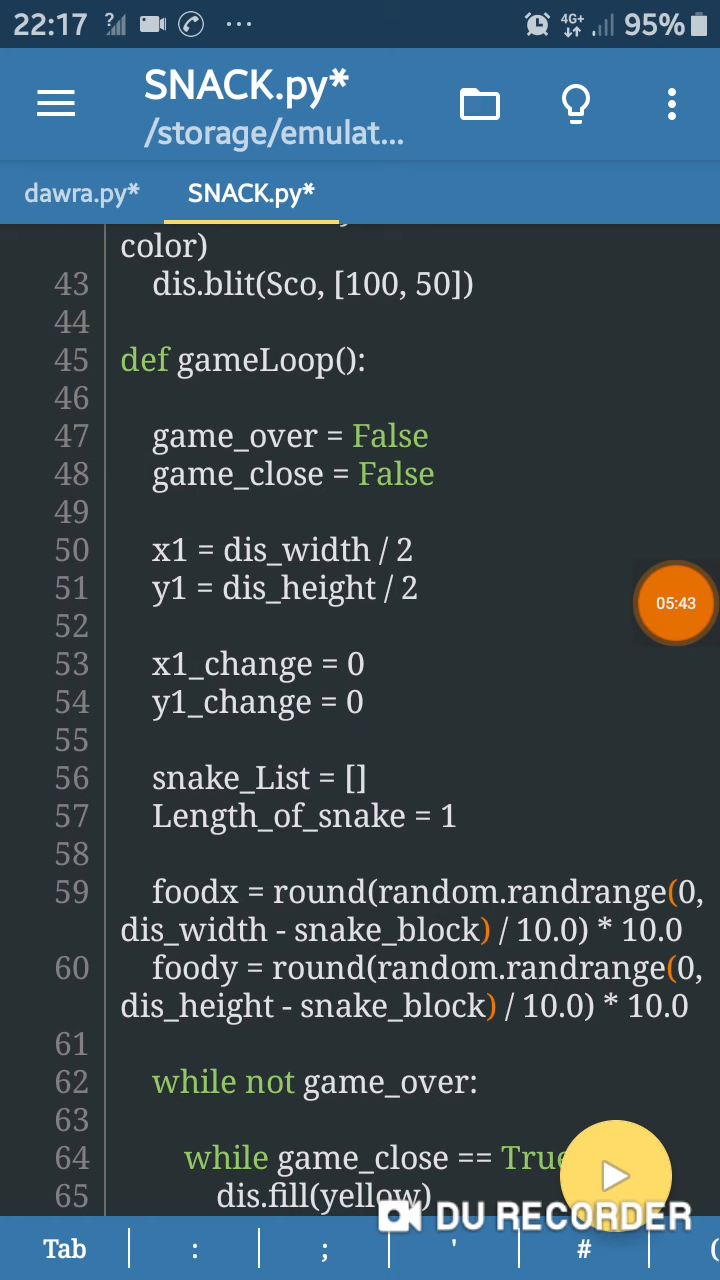 22:17 ? ... 4G+ 95%
SNACK.py*
/storage/emulat...
dawra.py* SNACK.py*
color)
43 dis.blit(Sco, [100, 50])
44
45 def gameLoop():
46
47 game_over = False
48 game_close = False
49
50 x1 = dis_width / 2
51 y1 = dis_height / 2
52
53 x1_change = 0
54 y1_change = 0
55
56 snake_List = []
57 Length_of_snake = 1
58
59 foodx = round(random.randrange(0,
dis_width - snake_block) / 10.0) * 10.0
60 foody = round(random.randrange(0,
dis_height - snake_block) / 10.0) * 10.0
61
62 while not game_over:
63
64 while game_close == True
65 dis.fill(yellow)
05:43
DU RECORDER
Tab : ; ' # (